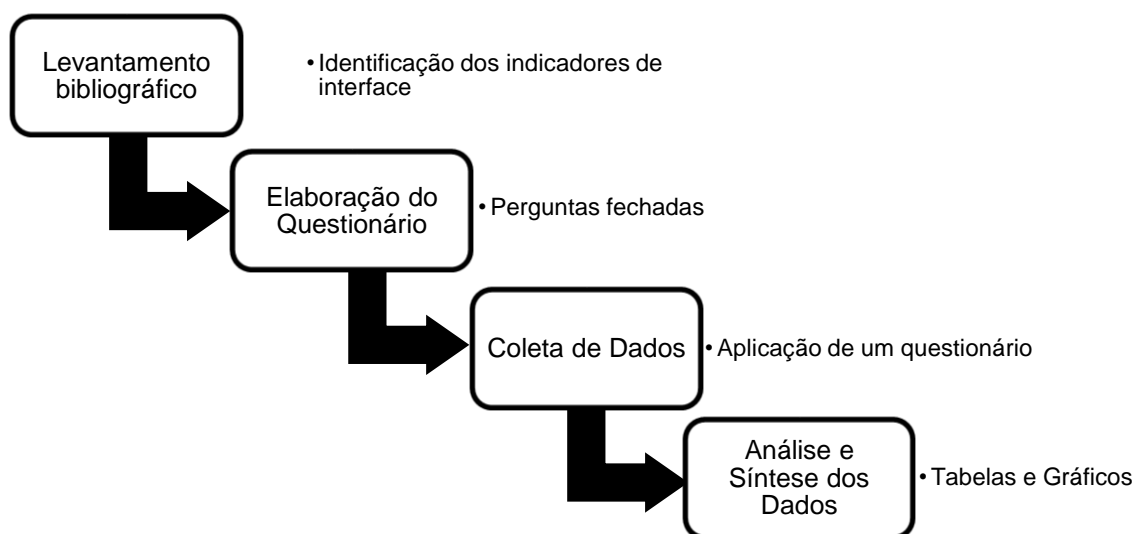 Levantamento
bibliográfico
• Identificação dos indicadores de
interface
Elaboração do
Questionário
• Perguntas fechadas
Coleta de Dados
• Aplicação de um questionário
Análise e
Síntese dos
Dados
• Tabelas e Gráficos